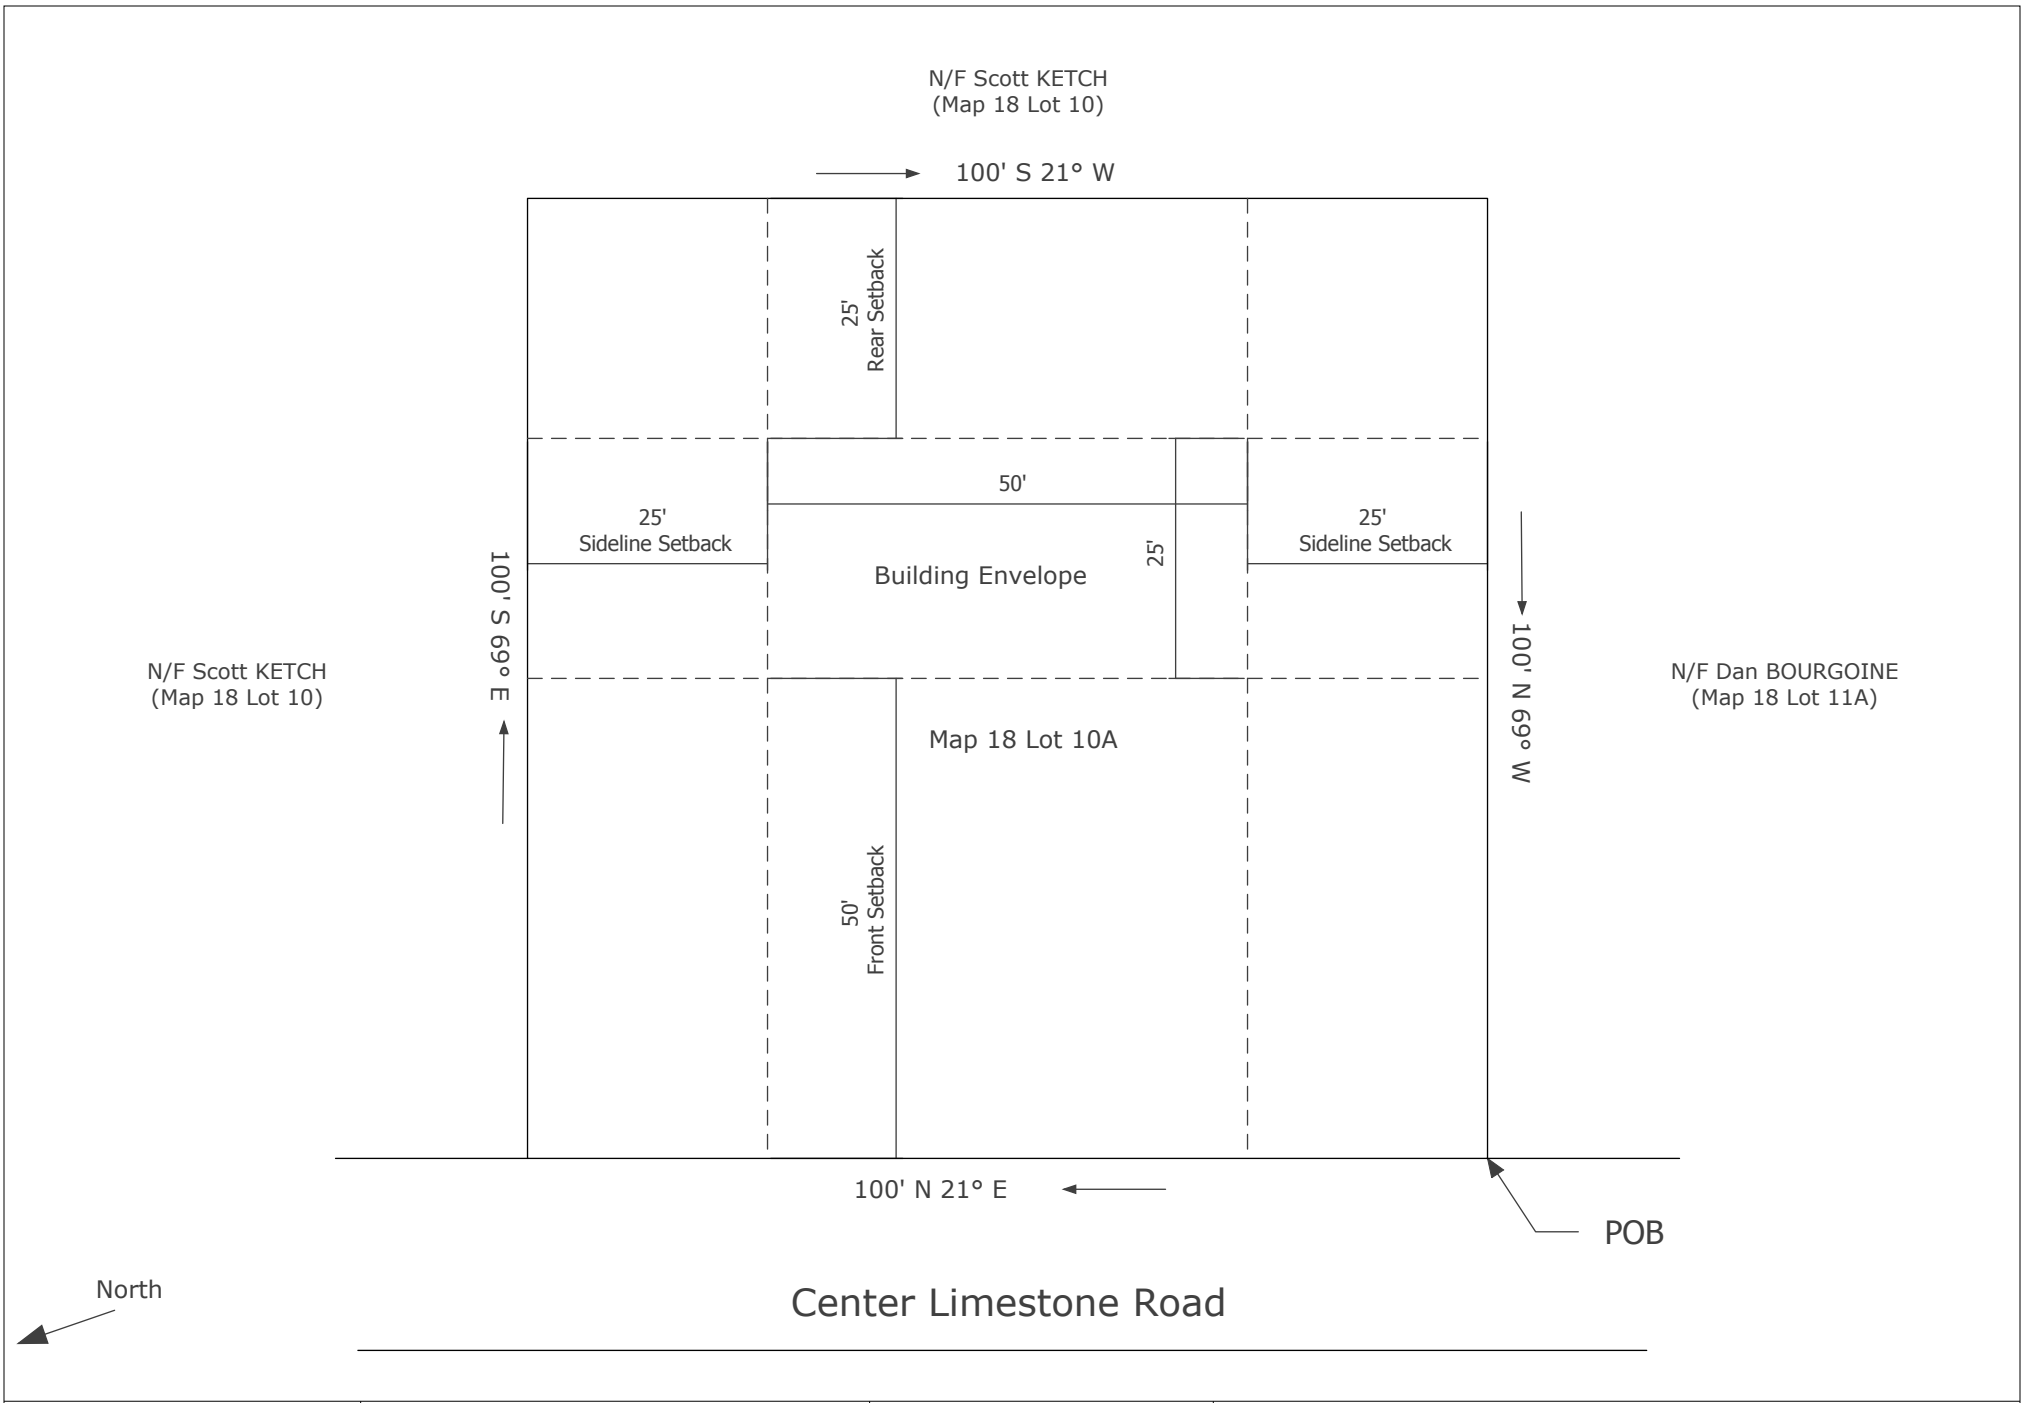 N/F Scott KETCH
(Map 18 Lot 10)
100' S 21° W
25'
Rear Setback
50'
25'
Sideline Setback
25'
Sideline Setback
25'
Building Envelope
100' S 69° E
100' N 69° W
N/F Scott KETCH
(Map 18 Lot 10)
N/F Dan BOURGOINE
(Map 18 Lot 11A)
Map 18 Lot 10A
50'
Front Setback
100' N 21° E
POB
North
Center Limestone Road